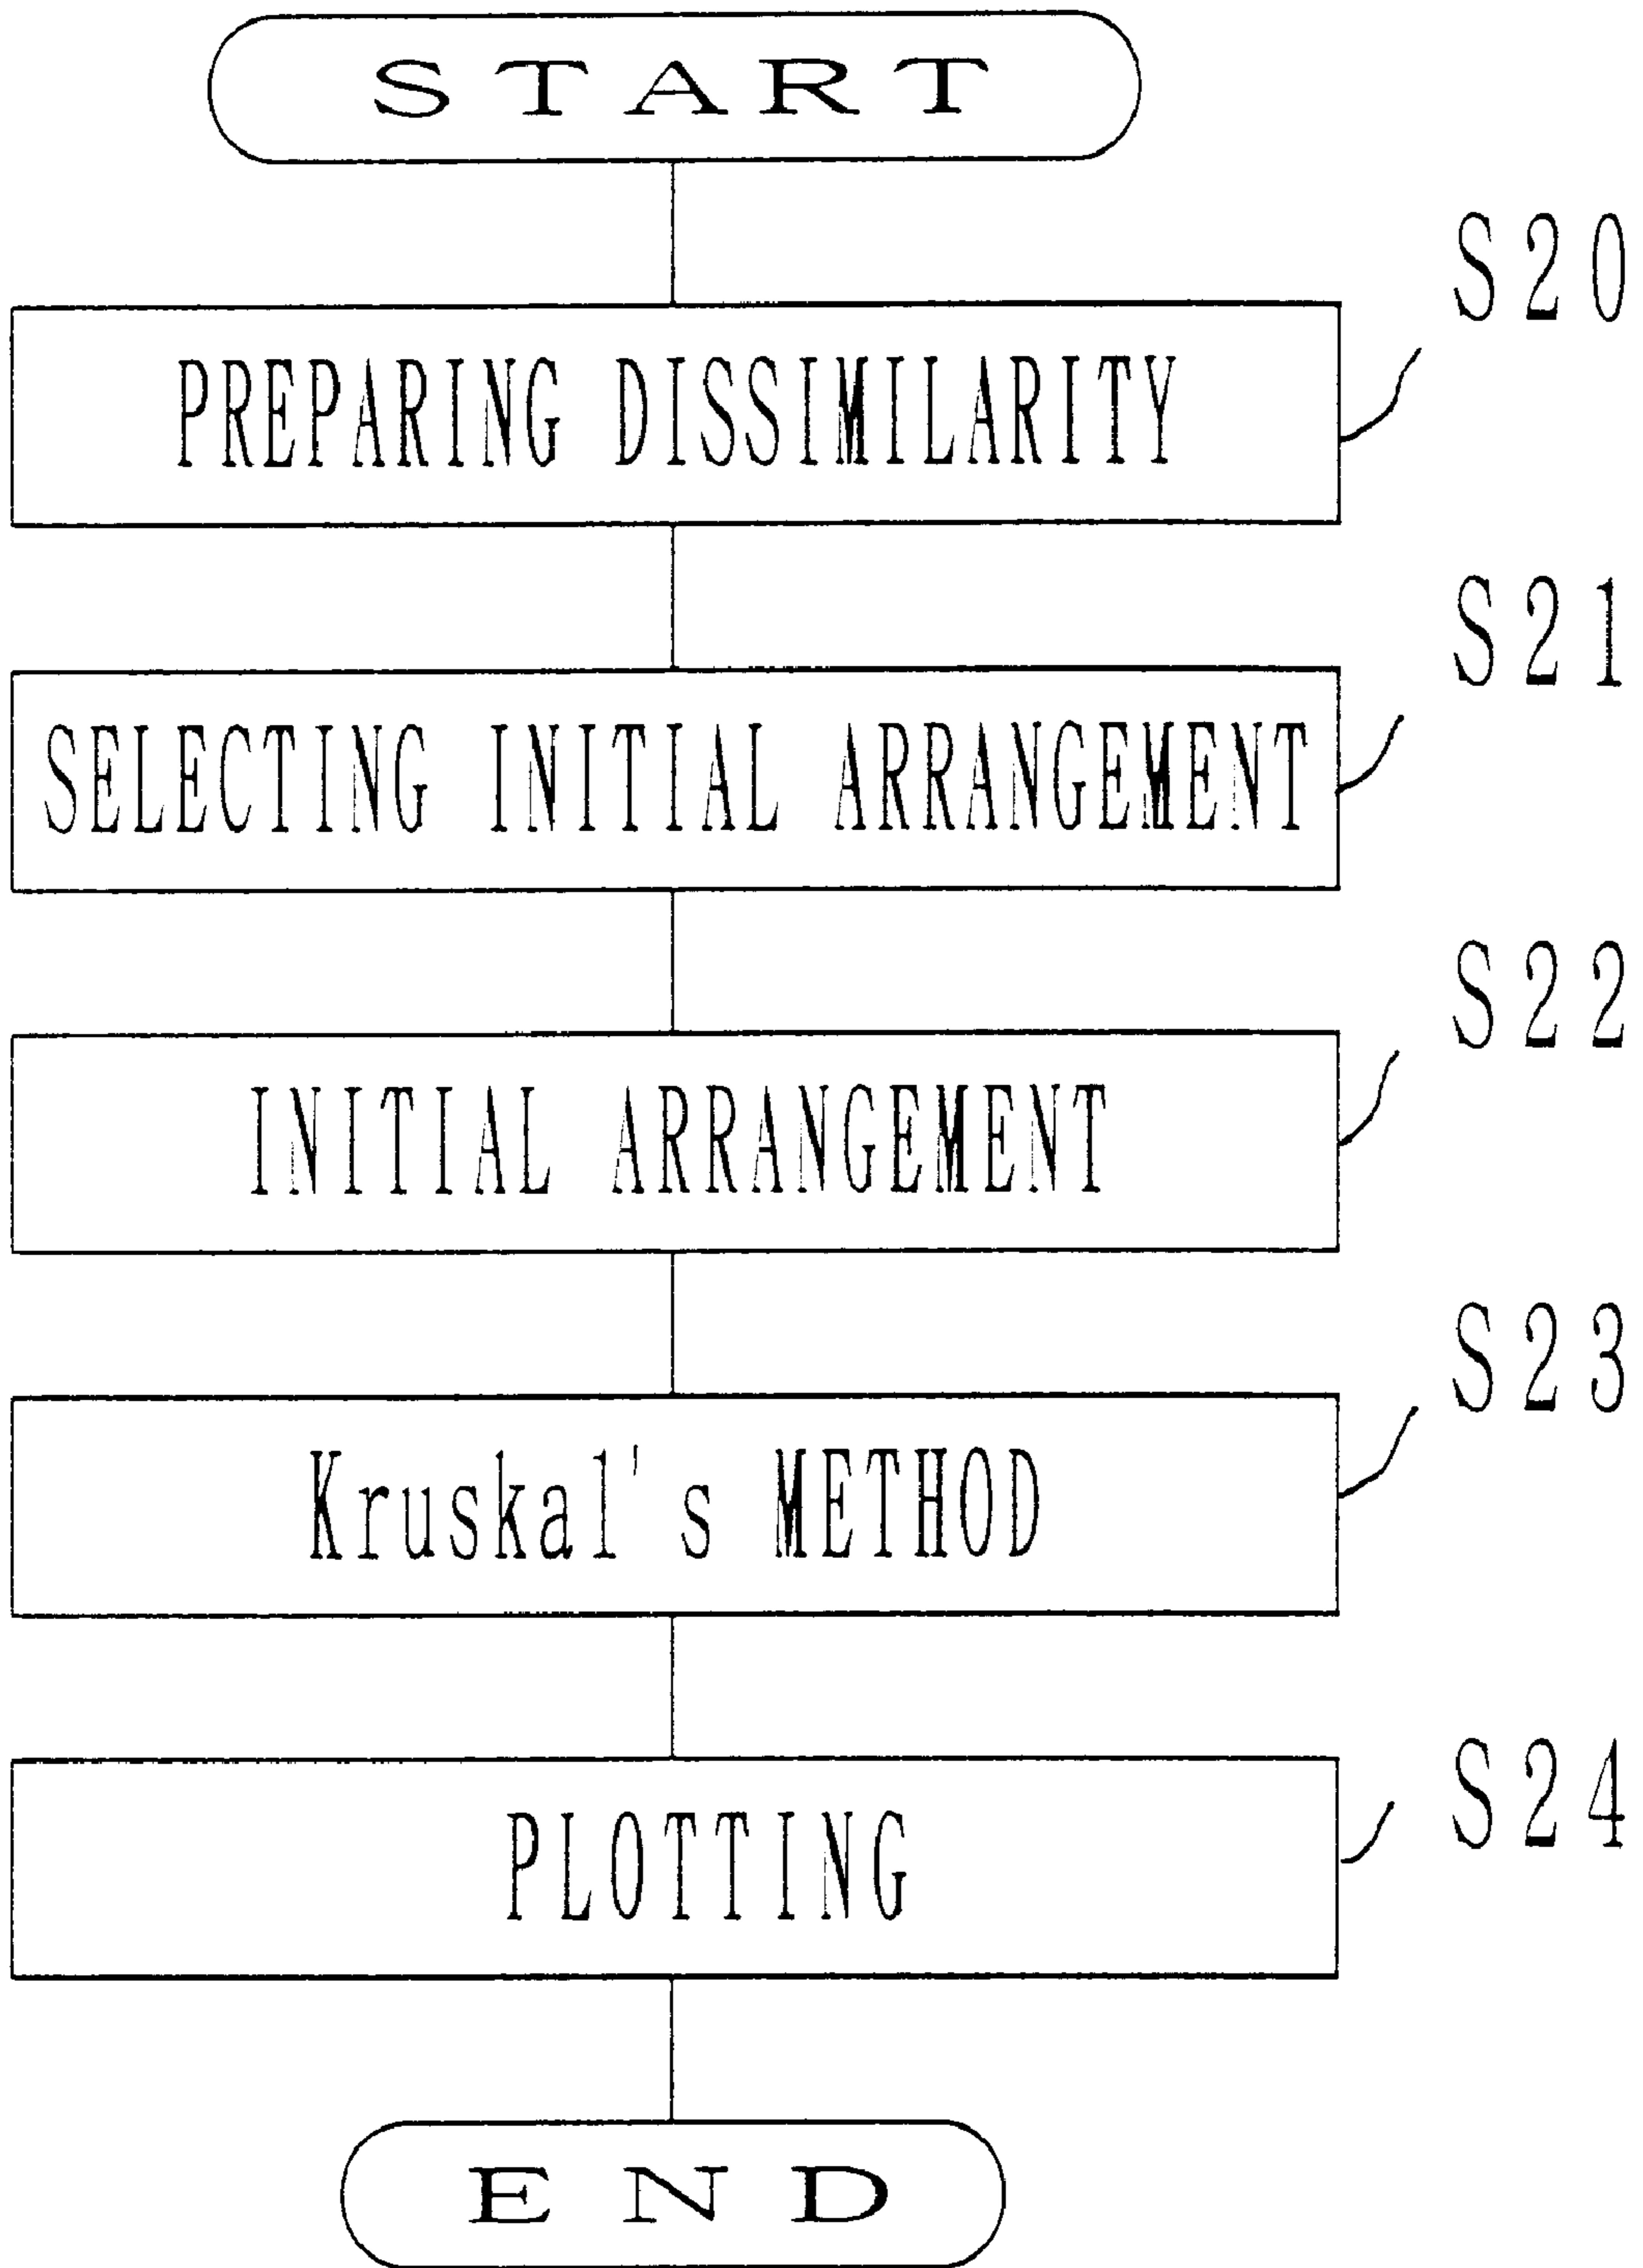 START
S20
PREPARING DISSIMILARITY
S21
SELECTING INITIAL ARRANGEMENT
S22
INITIAL ARRANGEMENT
S23
Kruskal's METHOD
S24
PLOTTING
END